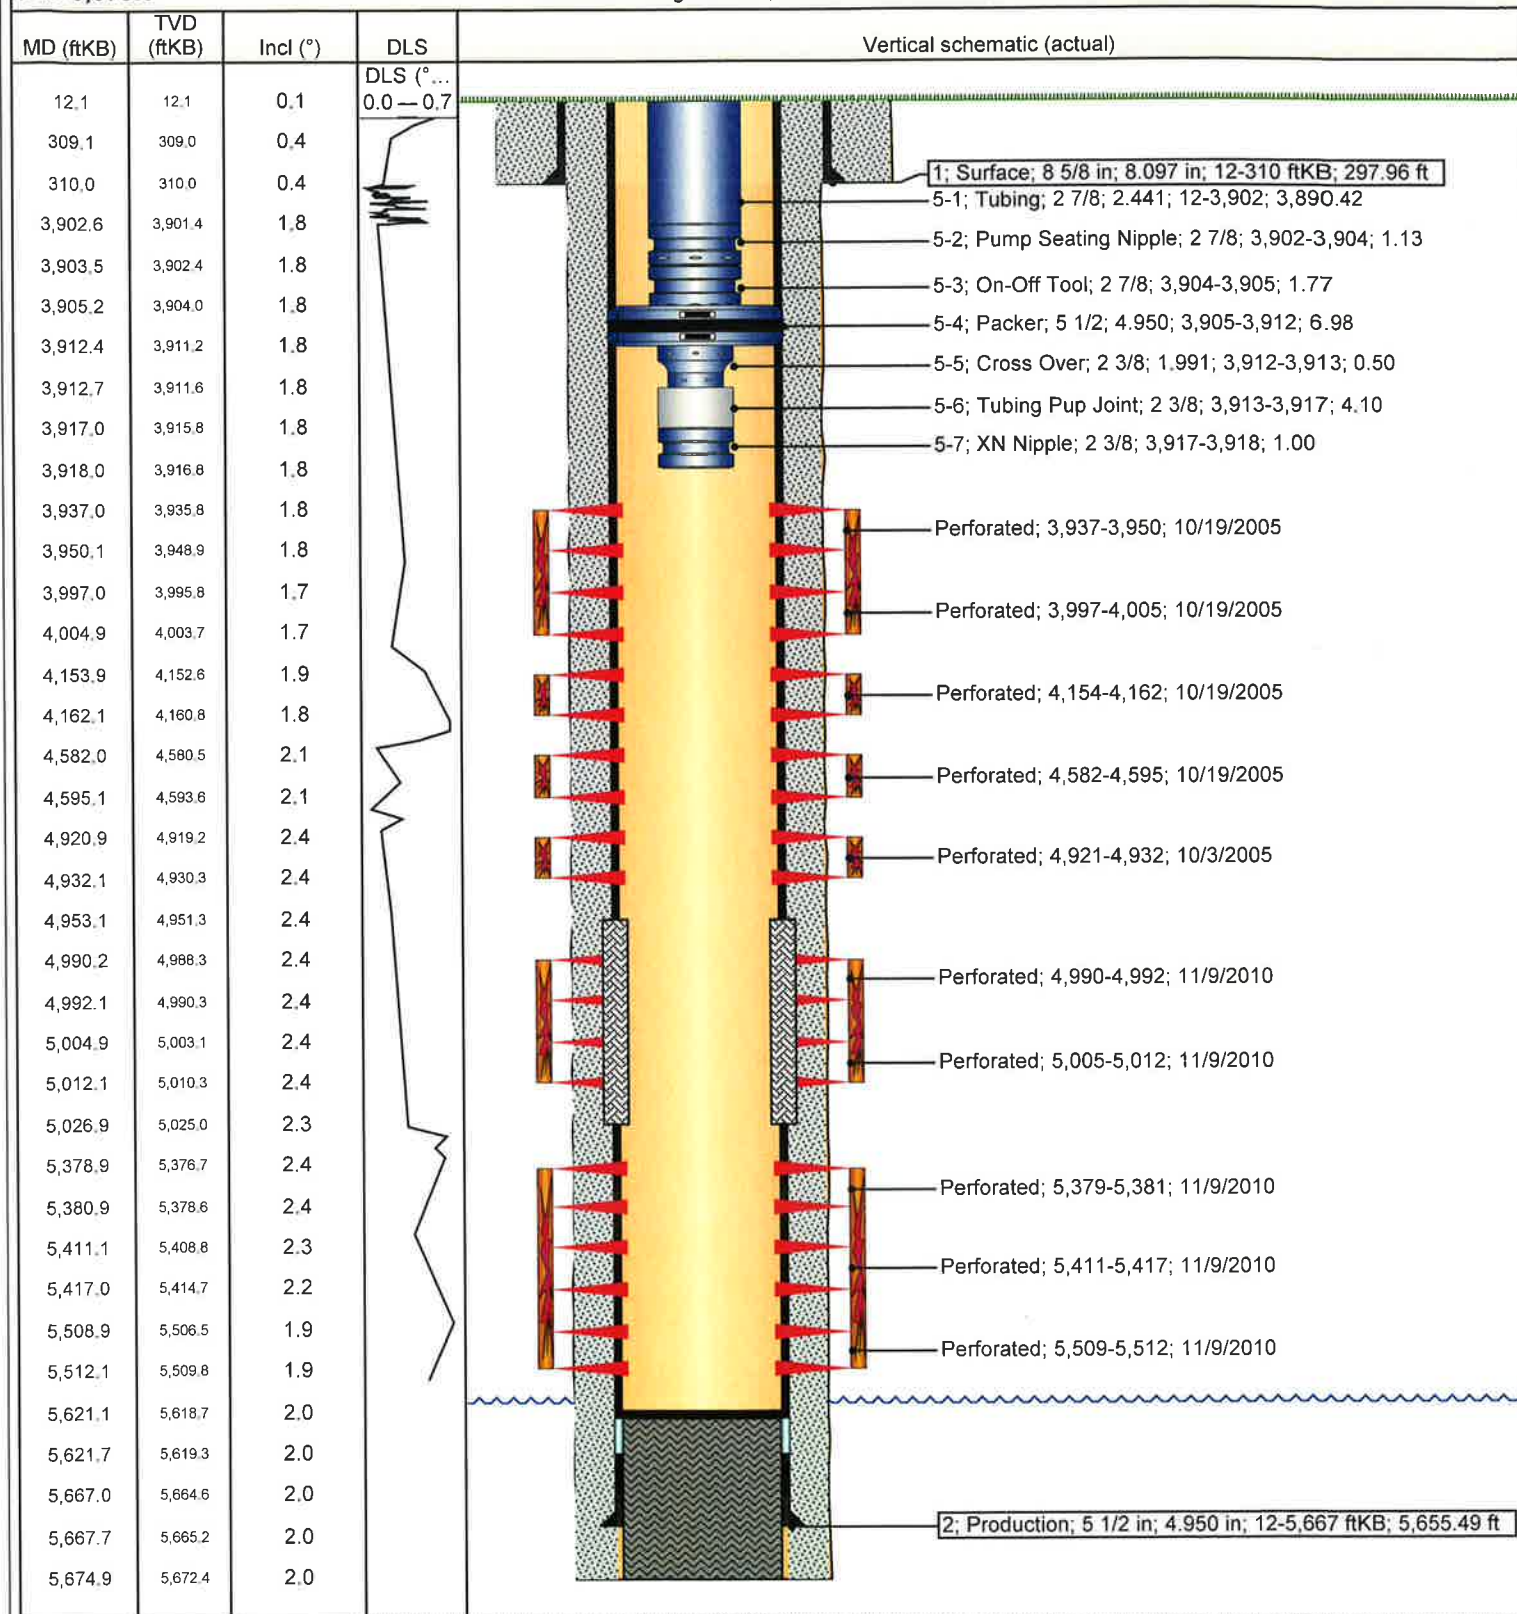 MD (ftKB) TVD (ftKB) Incl (°) DLS Vertical schematic (actual)
DLS (°...
12.1 12.1 0.1 0.0 — 0.7
309.1 309.0 0.4
310.0 310.0 0.4
1; Surface; 8 5/8 in; 8.097 in; 12-310 ftKB; 297.96 ft
5-1; Tubing; 2 7/8; 2.441; 12-3,902; 3,890.42
3,902.6 3,901.4 1.8
5-2; Pump Seating Nipple; 2 7/8; 3,902-3,904; 1.13
3,903.5 3,902.4 1.8
5-3; On-Off Tool; 2 7/8; 3,904-3,905; 1.77
3,905.2 3,904.0 1.8
5-4; Packer; 5 1/2; 4.950; 3,905-3,912; 6.98
3,912.4 3,911.2 1.8
5-5; Cross Over; 2 3/8; 1.991; 3,912-3,913; 0.50
3,912.7 3,911.6 1.8
5-6; Tubing Pup Joint; 2 3/8; 3,913-3,917; 4.10
3,917.0 3,915.8 1.8
5-7; XN Nipple; 2 3/8; 3,917-3,918; 1.00
3,918.0 3,916.8 1.8
3,937.0 3,935.8 1.8
Perforated; 3,937-3,950; 10/19/2005
3,950.1 3,948.9 1.8
3,997.0 3,995.8 1.7
Perforated; 3,997-4,005; 10/19/2005
4,004.9 4,003.7 1.7
4,153.9 4,152.6 1.9
Perforated; 4,154-4,162; 10/19/2005
4,162.1 4,160.8 1.8
4,582.0 4,580.5 2.1
Perforated; 4,582-4,595; 10/19/2005
4,595.1 4,593.6 2.1
4,920.9 4,919.2 2.4
Perforated; 4,921-4,932; 10/3/2005
4,932.1 4,930.3 2.4
4,953.1 4,951.3 2.4
4,990.2 4,988.3 2.4
Perforated; 4,990-4,992; 11/9/2010
4,992.1 4,990.3 2.4
5,004.9 5,003.1 2.4
Perforated; 5,005-5,012; 11/9/2010
5,012.1 5,010.3 2.4
5,026.9 5,025.0 2.3
5,378.9 5,376.7 2.4
Perforated; 5,379-5,381; 11/9/2010
5,380.9 5,378.6 2.4
5,411.1 5,408.8 2.3
Perforated; 5,411-5,417; 11/9/2010
5,417.0 5,414.7 2.2
5,508.9 5,506.5 1.9
Perforated; 5,509-5,512; 11/9/2010
5,512.1 5,509.8 1.9
5,621.1 5,618.7 2.0
5,621.7 5,619.3 2.0
5,667.0 5,664.6 2.0
2; Production; 5 1/2 in; 4.950 in; 12-5,667 ftKB; 5,655.49 ft
5,667.7 5,665.2 2.0
5,674.9 5,672.4 2.0